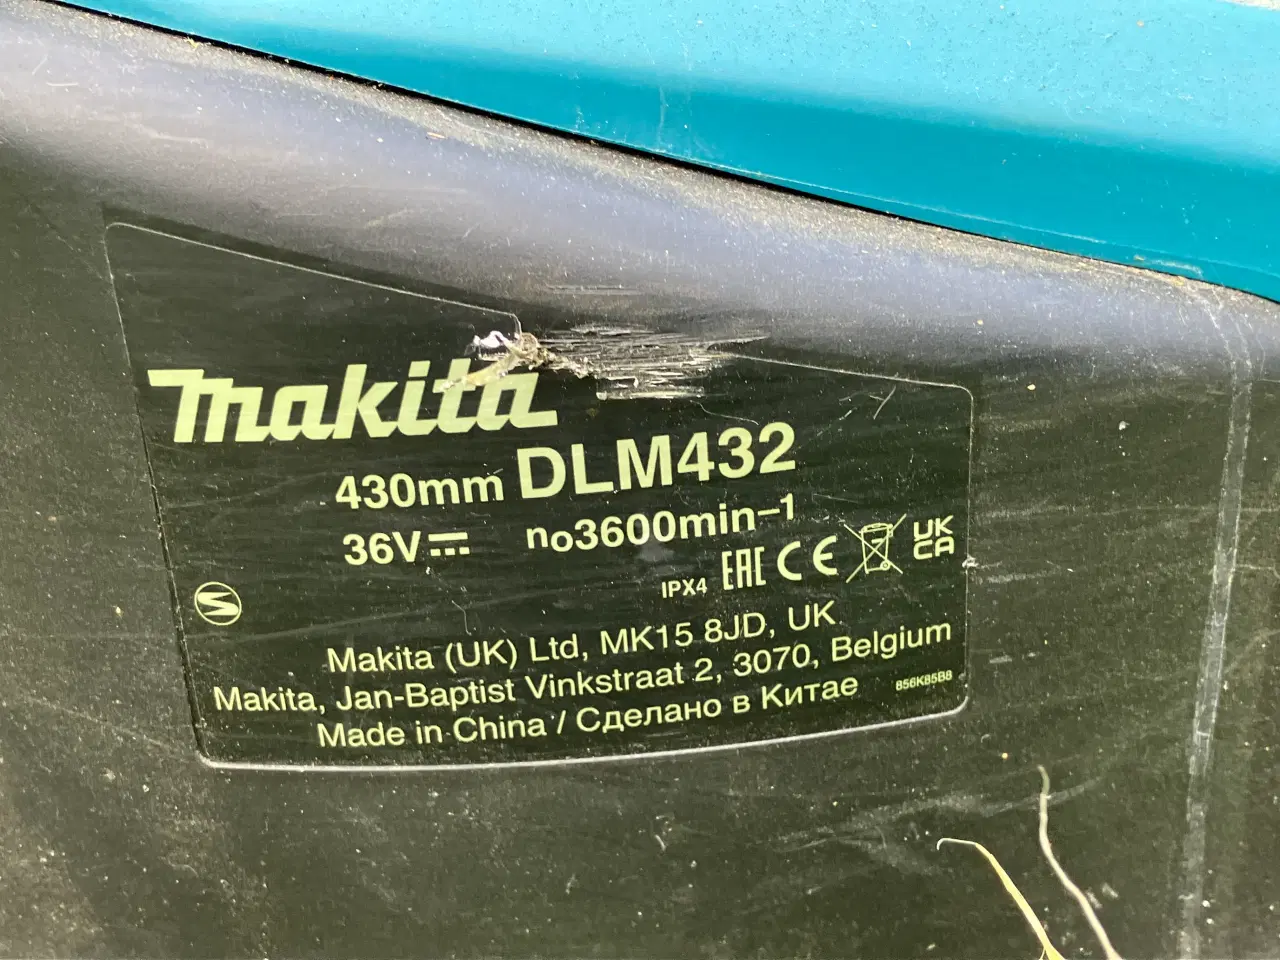 makita
430mm DLM432
36V no3600min-1
IPX4 EAC CE UK CA
Makita (UK) Ltd, MK15 8JD, UK
Makita, Jan-Baptist Vinkstraat 2, 3070, Belgium
Made in China / Сделано в Китае 856K85B8